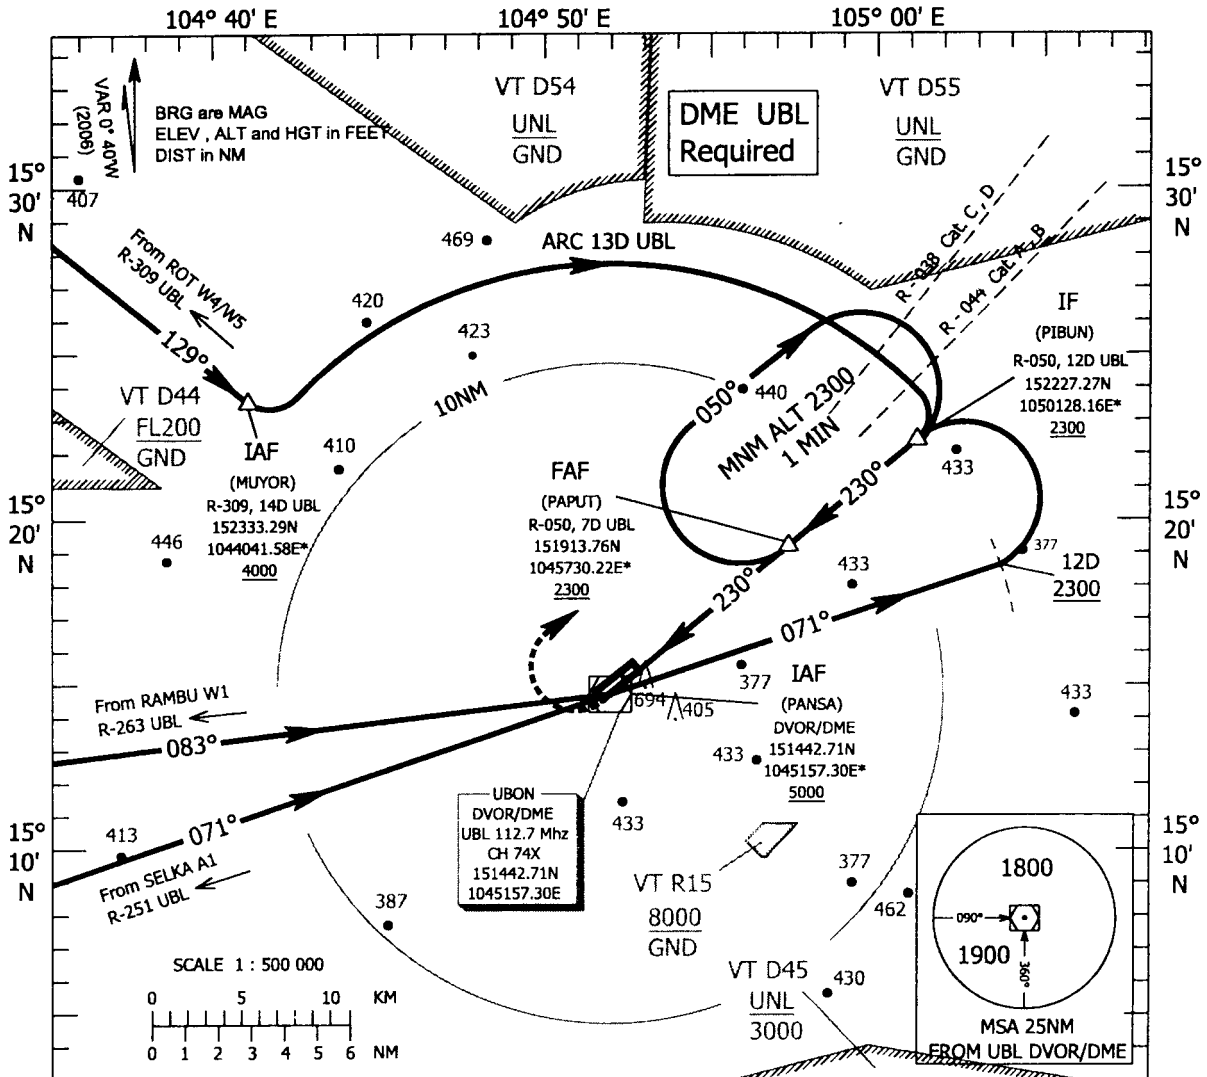 104° 40' E
104° 50' E
105° 00' E
VAR 0° 40'W
(2006)
BRG are MAG
ELEV , ALT and HGT in FEET
DIST in NM
VT D54
UNL
GND
DME UBL
Required
VT D55
UNL
GND
15°
30'
N
15°
30'
N
407
469
ARC 13D UBL
R - 038 Cat. C , D
R - 044 Cat. A , B
From ROT W4/W5
R-309 UBL
129°
420
423
IF
(PIBUN)
R-050, 12D UBL
152227.27N
1050128.16E*
2300
VT D44
FL200
GND
10NM
050°
440
MNM ALT 2300
1 MIN
IAF
(MUYOR)
R-309, 14D UBL
152333.29N
1044041.58E*
4000
410
FAF
(PAPUT)
R-050, 7D UBL
151913.76N
1045730.22E*
2300
230°
433
15°
20'
N
15°
20'
N
446
433
377
12D
2300
230°
071°
377
IAF
(PANSA)
DVOR/DME
151442.71N
1045157.30E*
5000
694
405
433
From RAMBU W1
R-263 UBL
083°
433
UBON
DVOR/DME
UBL 112.7 Mhz
CH 74X
151442.71N
1045157.30E
433
071°
413
15°
10'
N
15°
10'
N
From SELKA A1
R-251 UBL
387
VT R15
8000
GND
377
462
VT D45
UNL
3000
430
1800
090°
1900
360°
MSA 25NM
FROM UBL DVOR/DME
SCALE 1 : 500 000
0 5 10 KM
0 1 2 3 4 5 6 NM